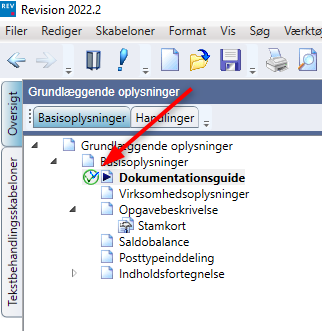 REV
Revision 2022.2
Filer Rediger Skabeloner Format Vis Søg Værktø
Grundlæggende oplysninger
Basisoplysninger Handlinger
Oversigt
Tekstbehandlingsskabeloner
Grundlæggende oplysninger
Basisoplysninger
Dokumentationsguide
Virksomhedsoplysninger
Opgavebeskrivelse
Stamkort
Saldobalance
Posttypeinddeling
Indholdsfortegnelse